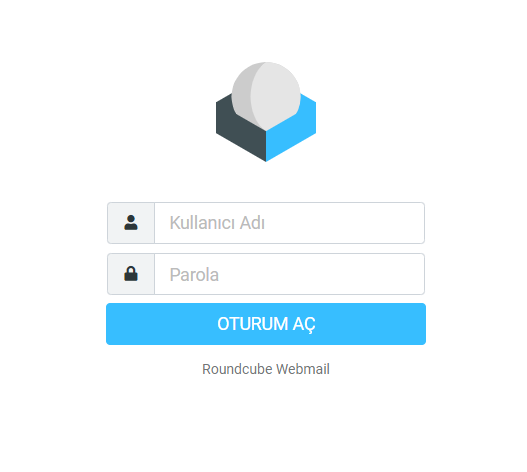 Kullanıcı Adı
Parola
OTURUM AÇ
Roundcube Webmail